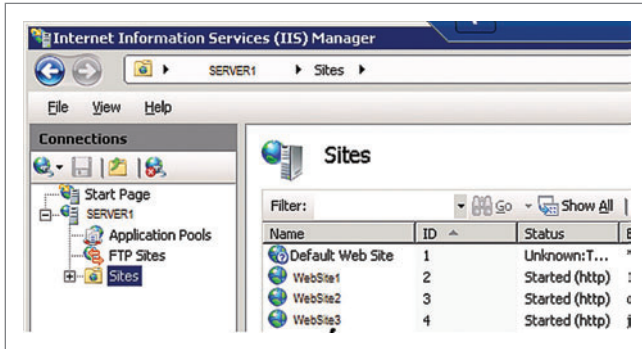 Internet Information Services (IIS) Manager
SERVER1 Sites
File View Help
Connections
Start Page
SERVER1
Application Pools
FTP Sites
Sites
Sites
Filter: Go Show All
Name ID Status
Default Web Site 1 Unknown:T...
WebSite1 2 Started (http)
WebSite2 3 Started (http)
WebSite3 4 Started (http)